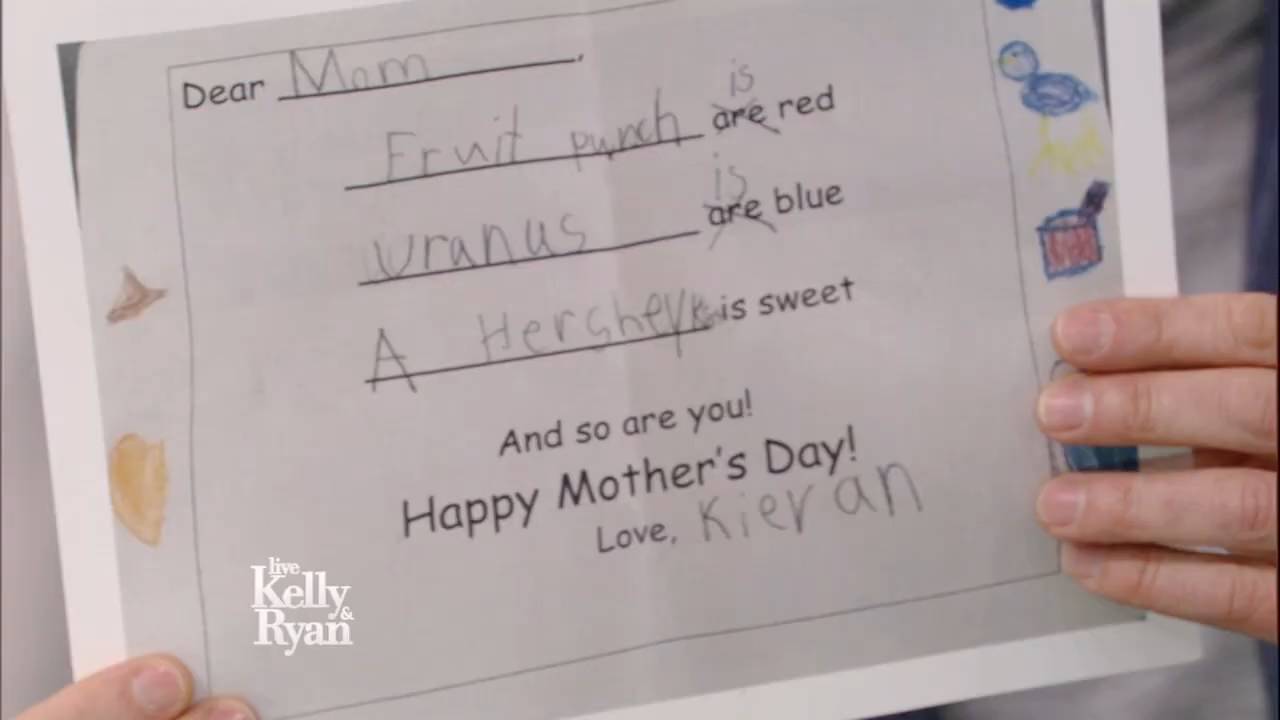 Dear Mom,
Fruit punch is are red
Uranus is are blue
A Hershey is sweet
And so are you!
Happy Mother's Day!
Love, Kieran
live
Kelly
&
Ryan